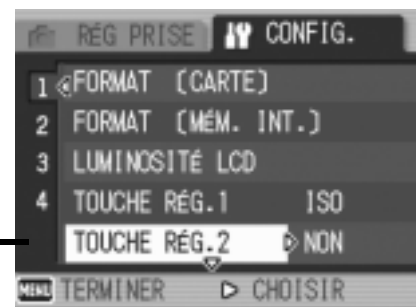 RÉG PRISE CONFIG.
1 FORMAT (CARTE)
2 FORMAT (MÉM. INT.)
3 LUMINOSITÉ LCD
4 TOUCHE RÉG.1 ISO
TOUCHE RÉG.2 NON
MENU TERMINER CHOISIR